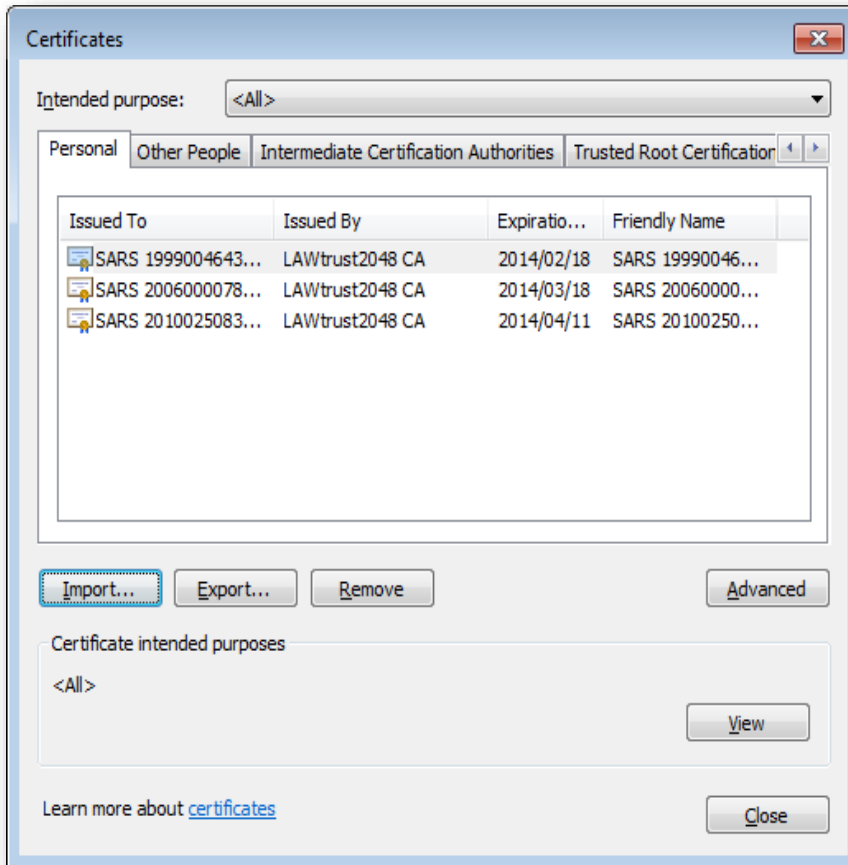 Certificates
Intended purpose: <All>
Personal Other People Intermediate Certification Authorities Trusted Root Certification
Issued To Issued By Expiratio... Friendly Name
SARS 1999004643... LAWtrust2048 CA 2014/02/18 SARS 19990046...
SARS 2006000078... LAWtrust2048 CA 2014/03/18 SARS 20060000...
SARS 2010025083... LAWtrust2048 CA 2014/04/11 SARS 20100250...
Import... Export... Remove Advanced
Certificate intended purposes
<All>
View
Learn more about certificates
Close